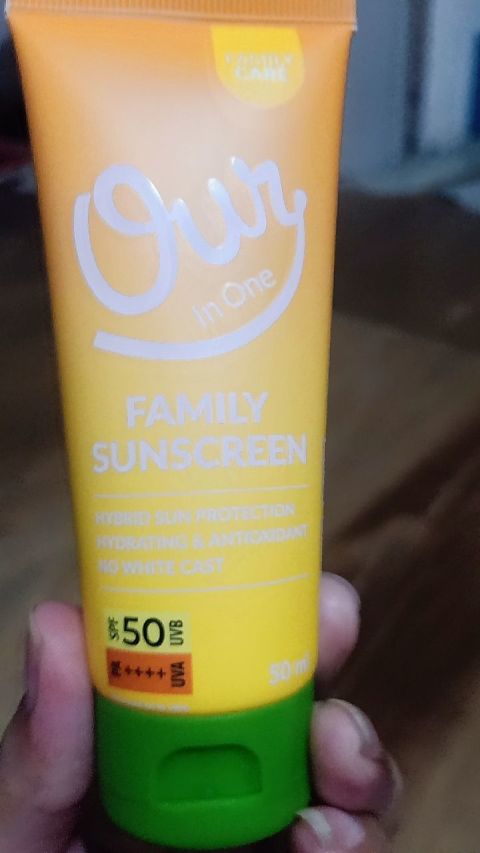 FAMILY
CARE
Our
In One
FAMILY
SUNSCREEN
HYBRID SUN PROTECTION
HYDRATING & ANTIOXIDANT
NO WHITE CAST
SPF 50 UVB
PA ++++ UVA
50 ml